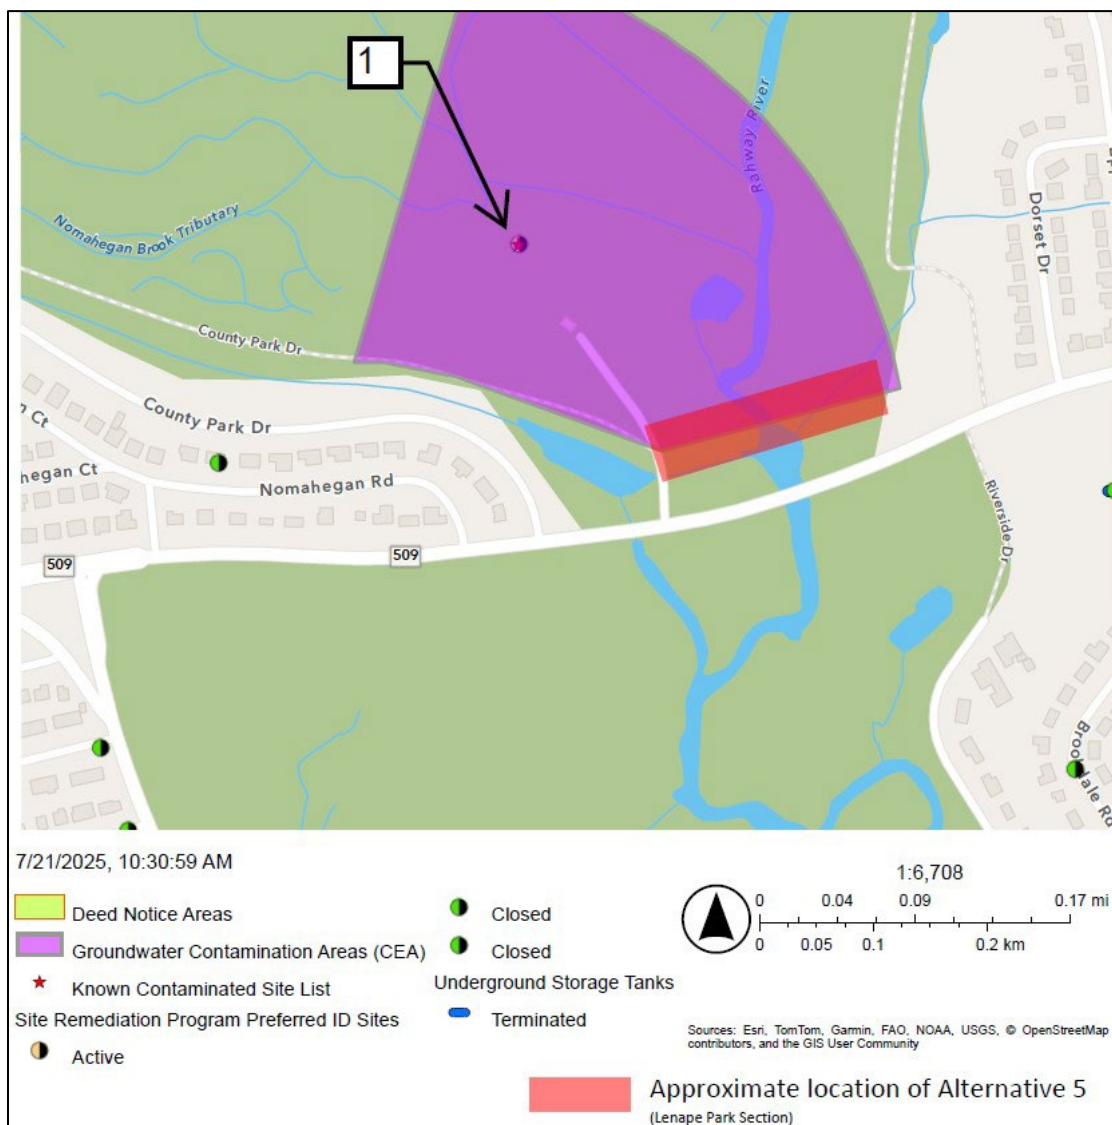 1
Rahway River
Nomahegan Brook Tributary
Dorset Dr
County Park Dr
County Park Dr
n Ct
hegan Ct
Nomahegan Rd
Riverside Dr
509
509
Brookdale Rd
7/21/2025, 10:30:59 AM
Deed Notice Areas
Groundwater Contamination Areas (CEA)
Known Contaminated Site List
Site Remediation Program Preferred ID Sites
Active
Closed
Closed
Underground Storage Tanks
Terminated
1:6,708
0 0.04 0.09 0.17 mi
0 0.05 0.1 0.2 km
Sources: Esri, TomTom, Garmin, FAO, NOAA, USGS, © OpenStreetMap
contributors, and the GIS User Community
Approximate location of Alternative 5
(Lenape Park Section)